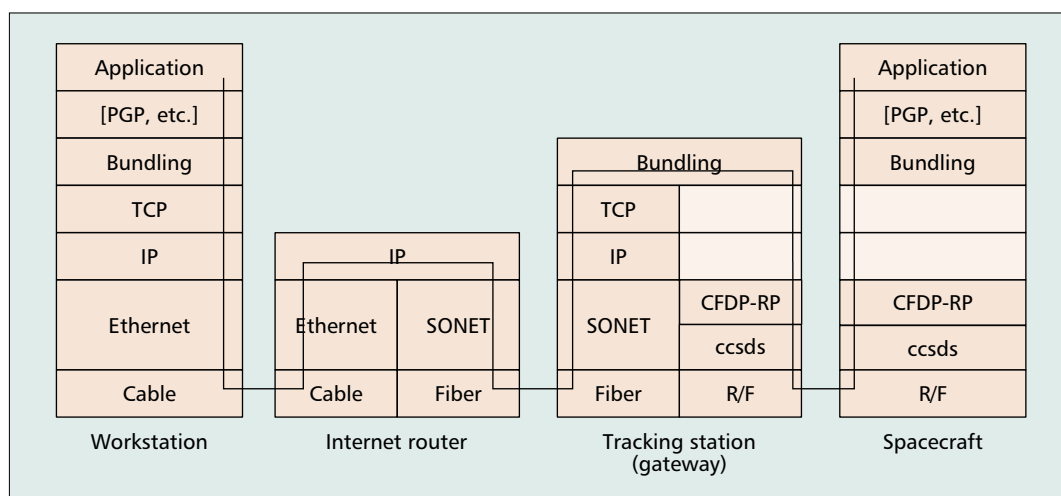 Application
[PGP, etc.]
Bundling
TCP
IP
Ethernet
Cable
Workstation
IP
Ethernet
SONET
Cable
Fiber
Internet router
Bundling
TCP
IP
SONET
CFDP-RP
ccsds
Fiber
R/F
Tracking station
(gateway)
Application
[PGP, etc.]
Bundling
CFDP-RP
ccsds
R/F
Spacecraft